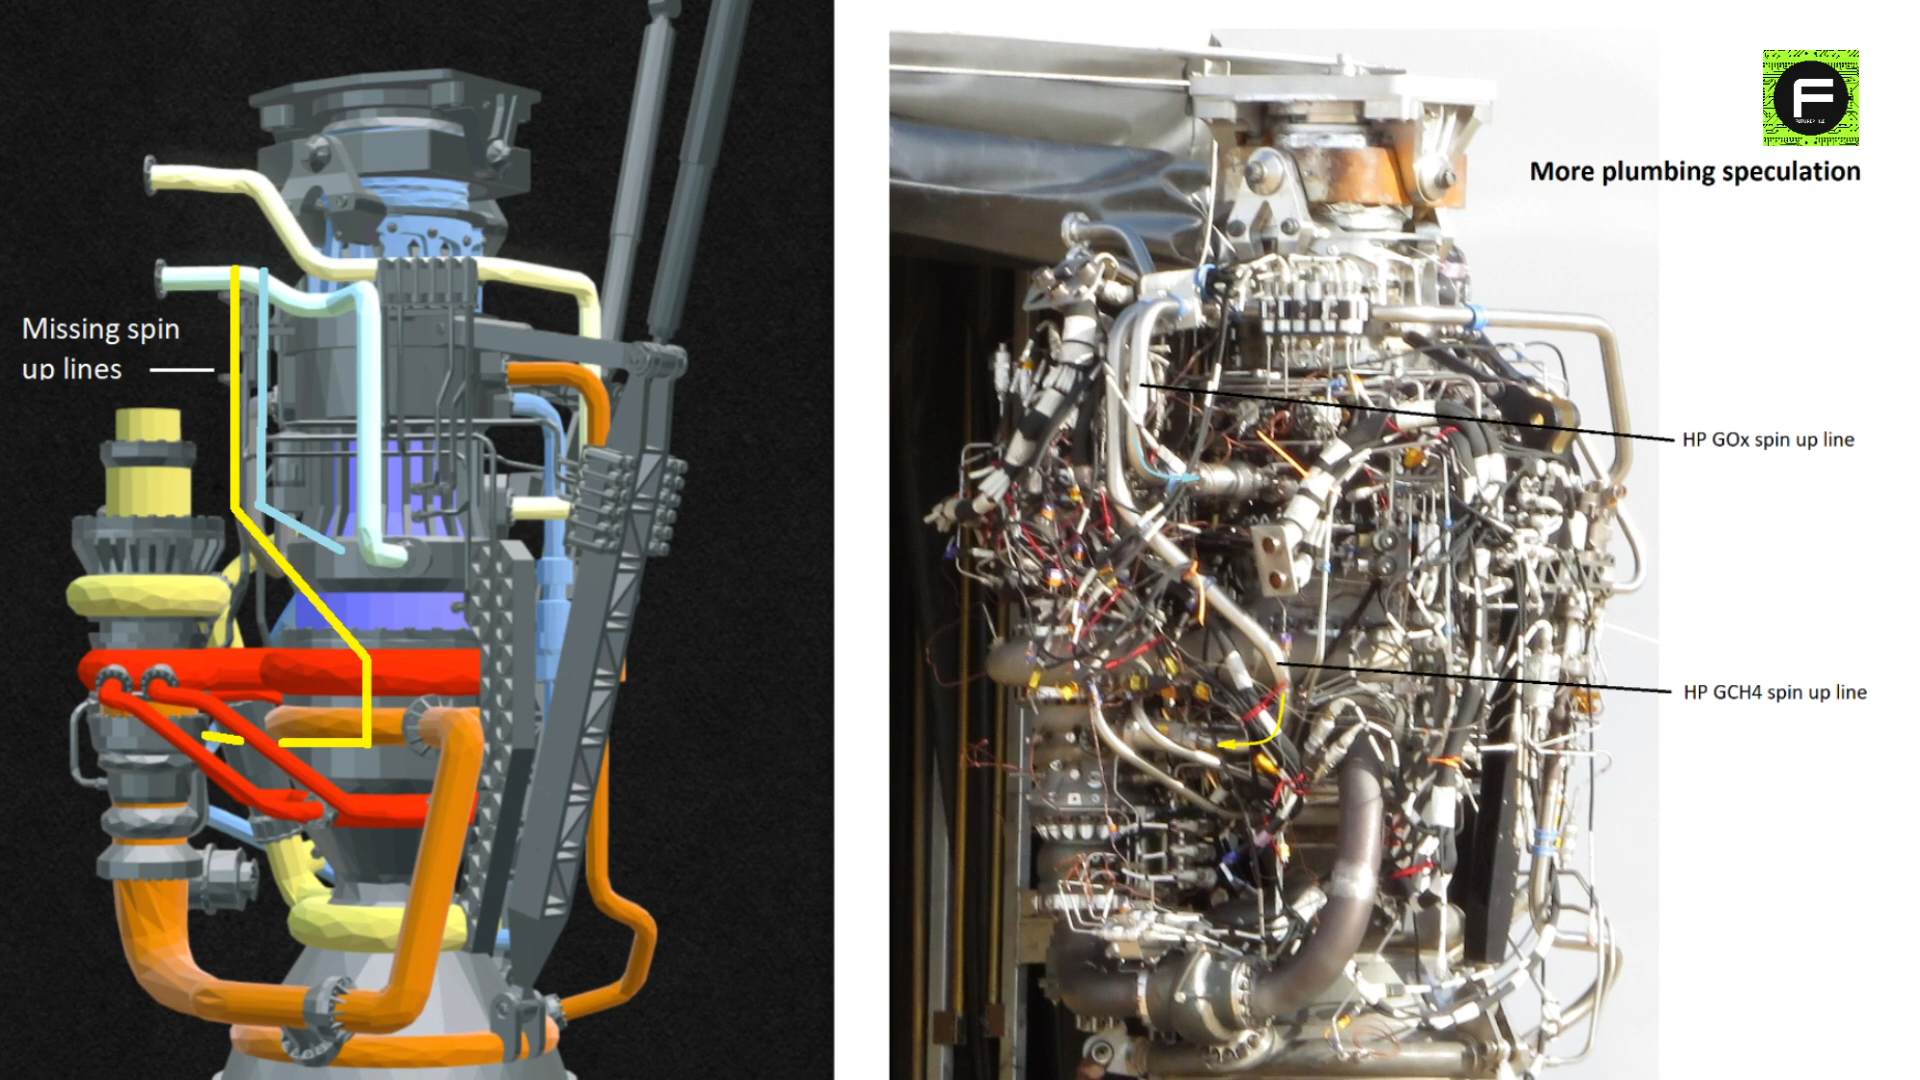 Missing spin
up lines
F
More plumbing speculation
HP GOx spin up line
HP GCH4 spin up line